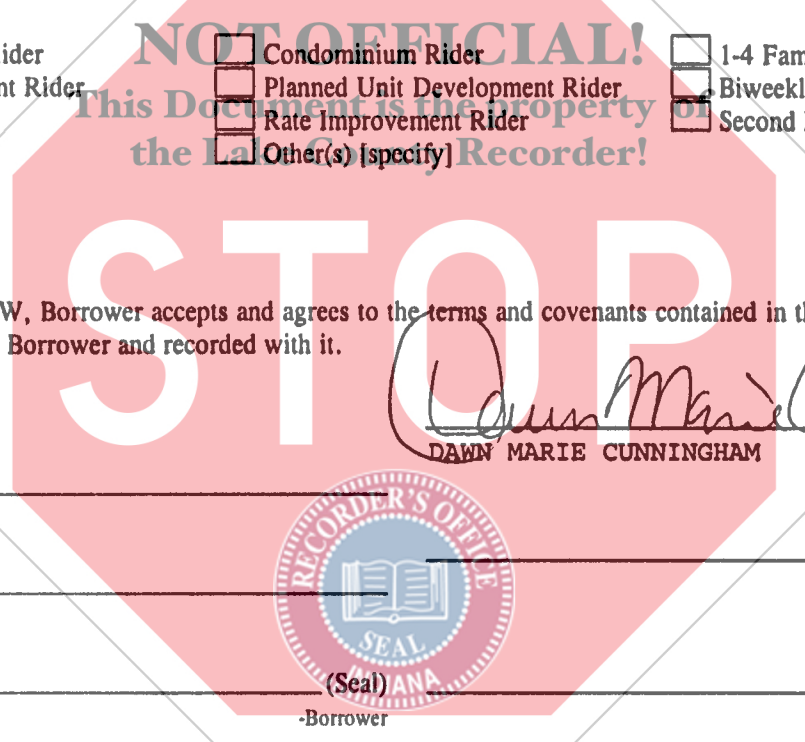 NOT OFFICIAL!
This Document is the property of
the Lake County Recorder!
ider
nt Rider
Condominium Rider
Planned Unit Development Rider
Rate Improvement Rider
Other(s) [specify]
1-4 Fam
Biweekl
Second
STOP
W, Borrower accepts and agrees to the terms and covenants contained in th
Borrower and recorded with it.
Dawn Marie
DAWN MARIE CUNNINGHAM
RECORDER'S OFFICE
SEAL
INDIANA
(Seal)
-Borrower